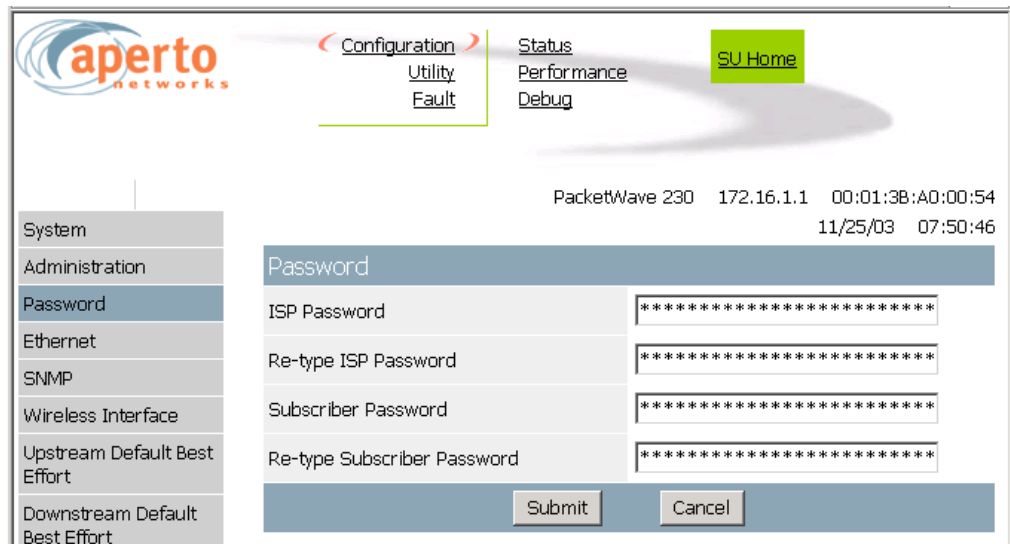 aperto
networks
Configuration
Utility
Fault
Status
Performance
Debug
SU Home
PacketWave 230 172.16.1.1 00:01:3B:A0:00:54
11/25/03 07:50:46
System
Administration
Password
Ethernet
SNMP
Wireless Interface
Upstream Default Best
Effort
Downstream Default
Best Effort
Password
ISP Password *************************
Re-type ISP Password *************************
Subscriber Password *************************
Re-type Subscriber Password *************************
Submit Cancel